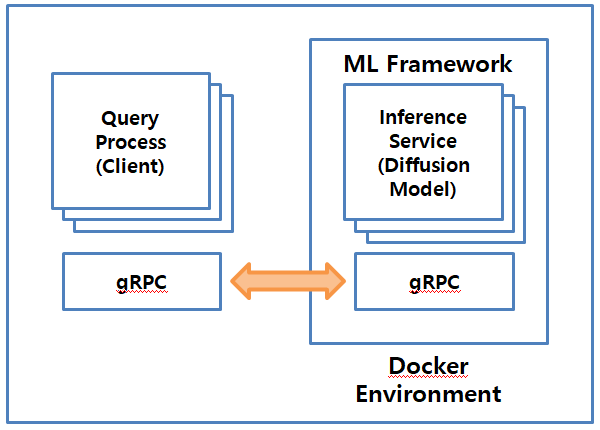 Query
Process
(Client)
gRPC
ML Framework
Inference
Service
(Diffusion
Model)
gRPC
Docker
Environment